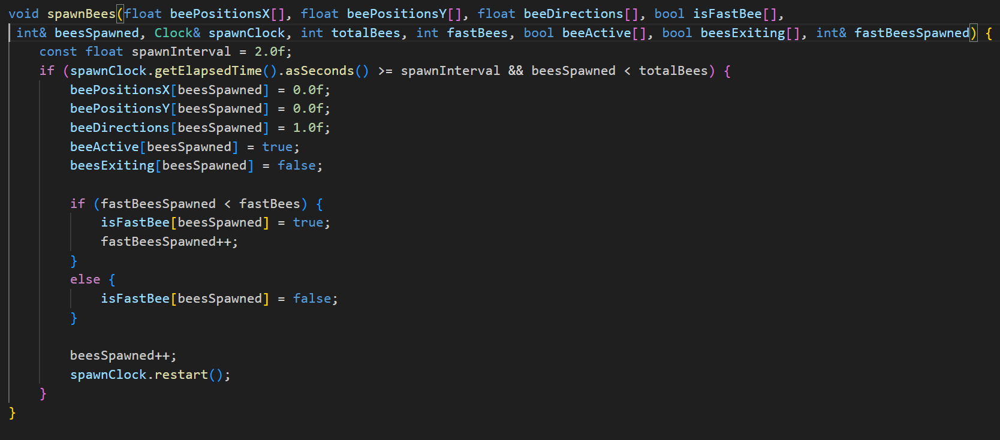 void spawnBees(float beePositionsX[], float beePositionsY[], float beeDirections[], bool isFastBee[],
 int& beesSpawned, Clock& spawnClock, int totalBees, int fastBees, bool beeActive[], bool beesExiting[], int& fastBeesSpawned) {
    const float spawnInterval = 2.0f;
    if (spawnClock.getElapsedTime().asSeconds() >= spawnInterval && beesSpawned < totalBees) {
        beePositionsX[beesSpawned] = 0.0f;
        beePositionsY[beesSpawned] = 0.0f;
        beeDirections[beesSpawned] = 1.0f;
        beeActive[beesSpawned] = true;
        beesExiting[beesSpawned] = false;

        if (fastBeesSpawned < fastBees) {
            isFastBee[beesSpawned] = true;
            fastBeesSpawned++;
        }
        else {
            isFastBee[beesSpawned] = false;
        }

        beesSpawned++;
        spawnClock.restart();
    }
}